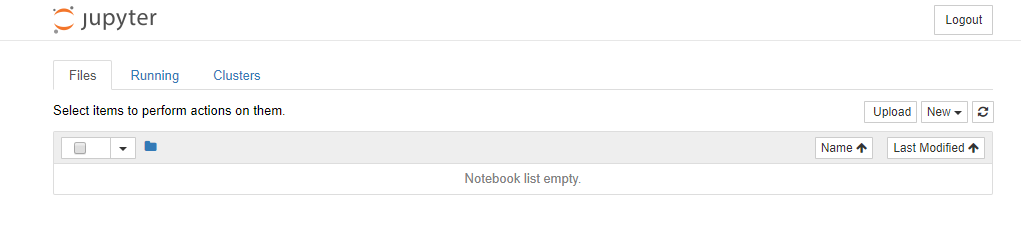 jupyter
Logout
Files Running Clusters
Select items to perform actions on them.
Upload New
Name Last Modified
Notebook list empty.